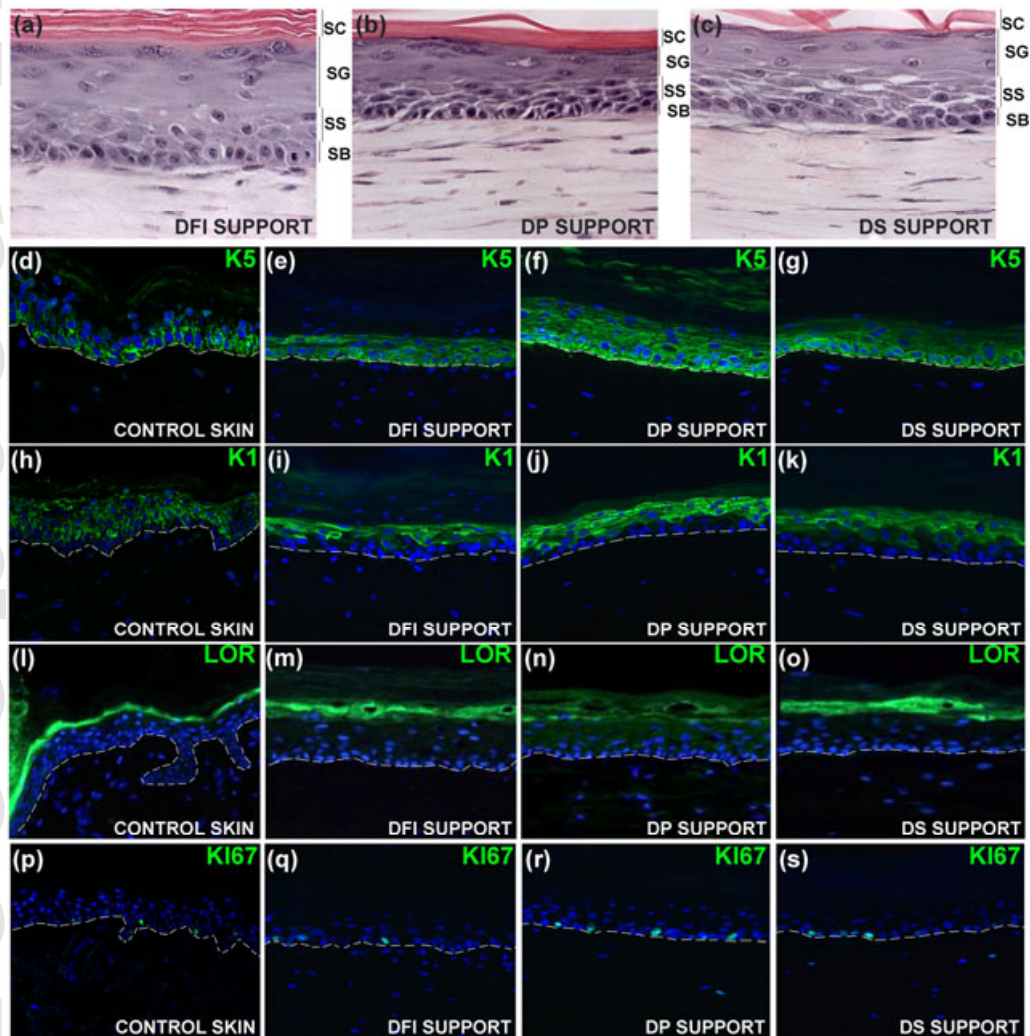 (a)
SC
SG
SS
SB
DFI SUPPORT
(b)
SC
SG
SS
SB
DP SUPPORT
(c)
SC
SG
SS
SB
DS SUPPORT
(d) K5
CONTROL SKIN
(e) K5
DFI SUPPORT
(f) K5
DP SUPPORT
(g) K5
DS SUPPORT
(h) K1
CONTROL SKIN
(i) K1
DFI SUPPORT
(j) K1
DP SUPPORT
(k) K1
DS SUPPORT
(l) LOR
CONTROL SKIN
(m) LOR
DFI SUPPORT
(n) LOR
DP SUPPORT
(o) LOR
DS SUPPORT
(p) KI67
CONTROL SKIN
(q) KI67
DFI SUPPORT
(r) KI67
DP SUPPORT
(s) KI67
DS SUPPORT